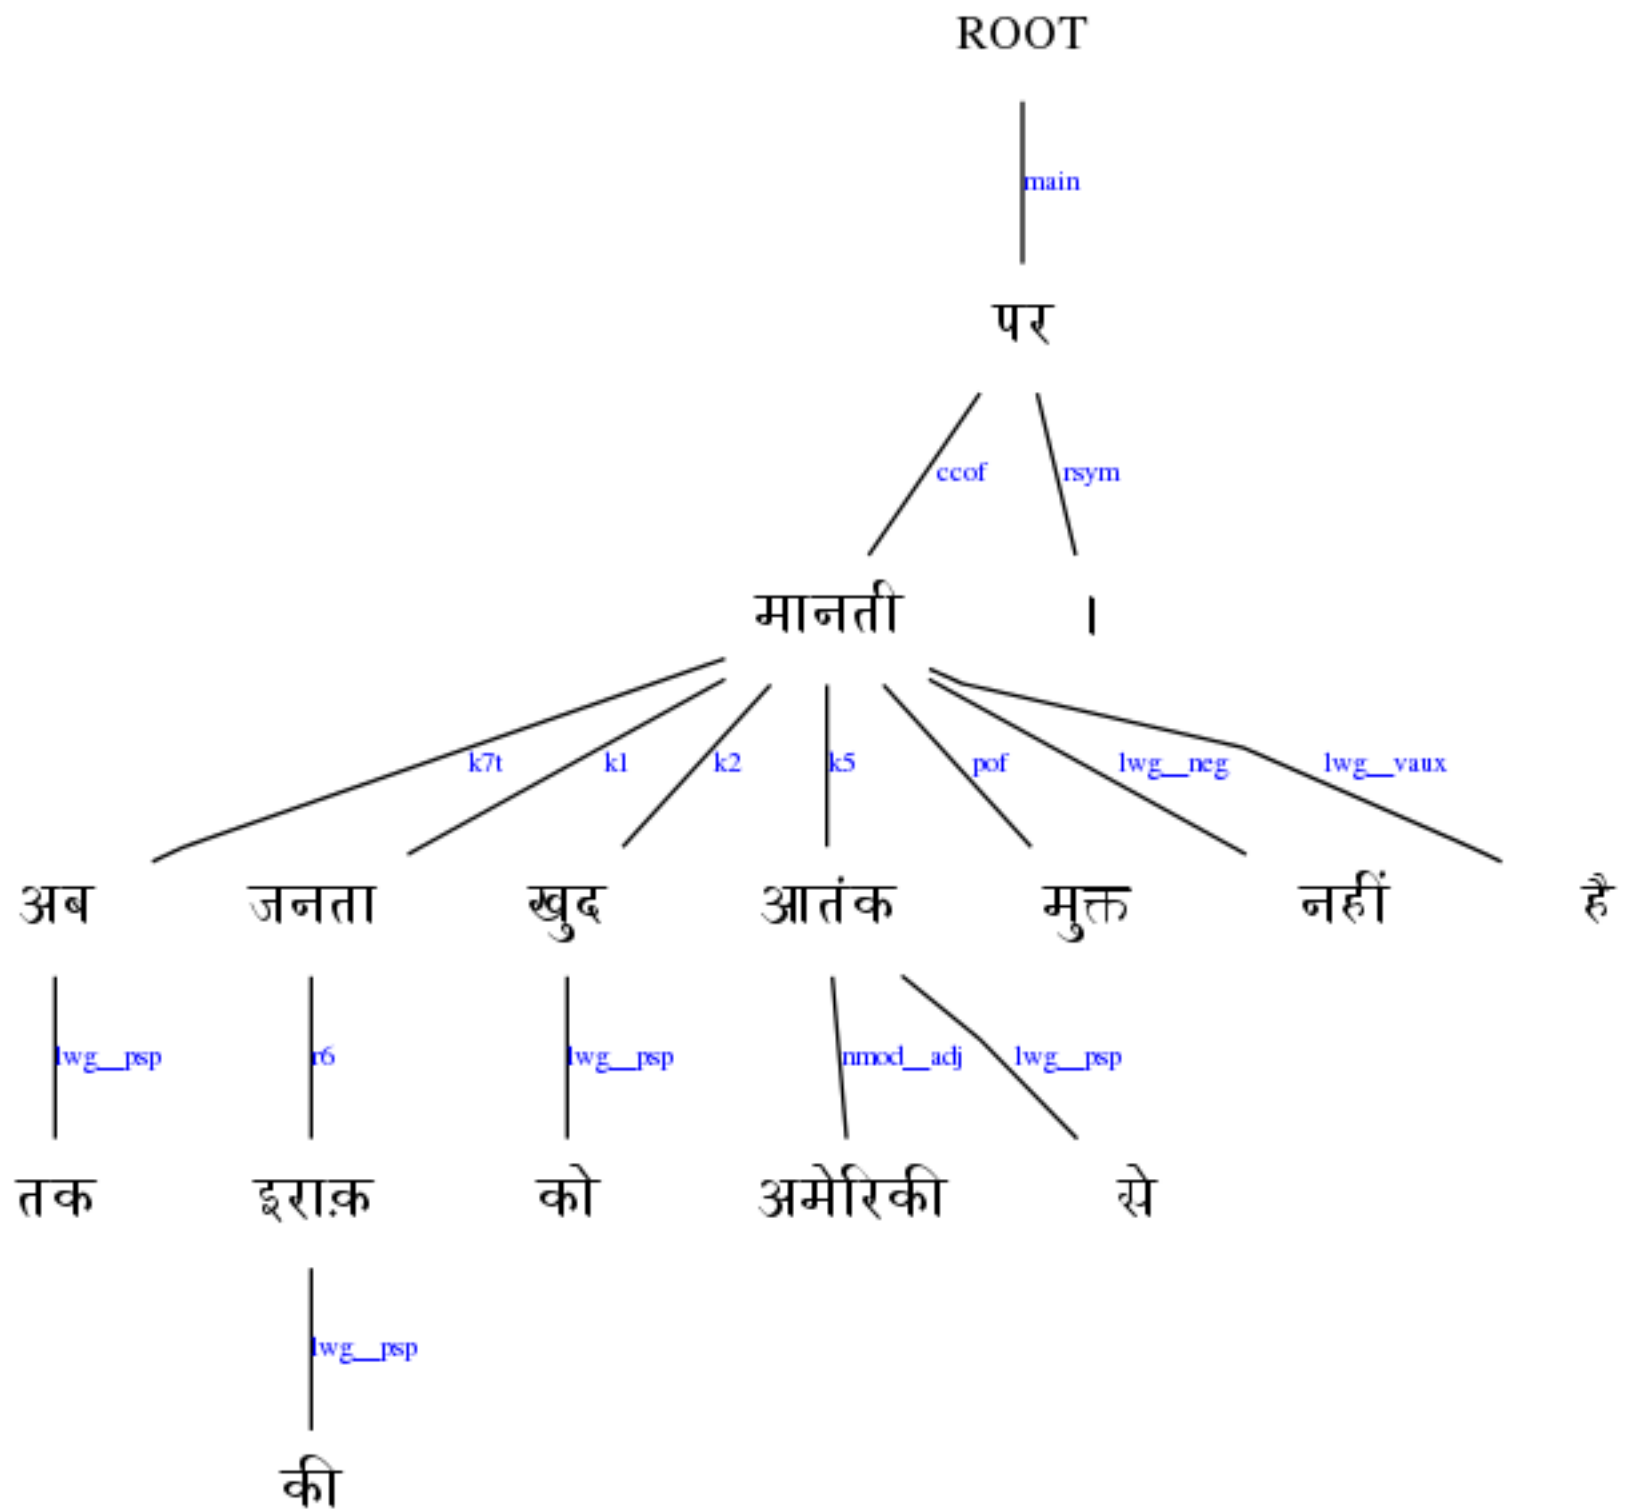 ROOT
main
पर
ccof rsym
मानती ।
k7t k1 k2 k5 pof lwg__neg lwg__vaux
अब जनता खुद आतंक मुक्त नहीं है
lwg__psp r6 lwg__psp nmod__adj lwg__psp
तक इराक़ को अमेरिकी से
lwg__psp
की